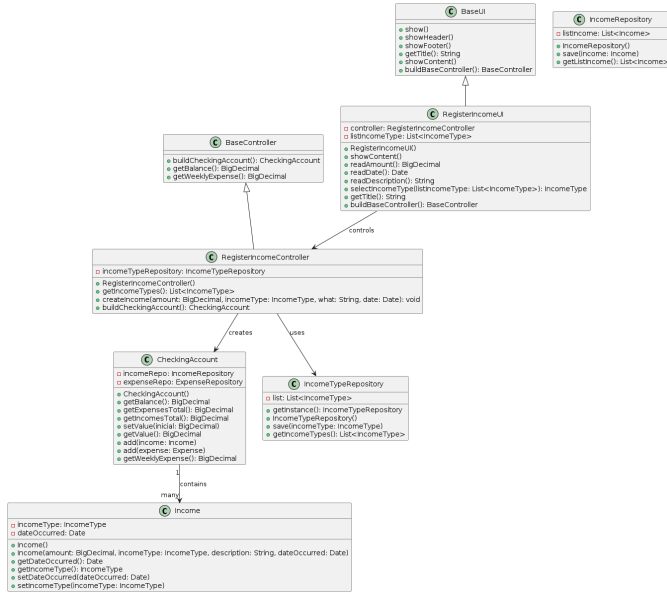 C BaseUI
show()
showHeader()
showFooter()
getTitle(): String
showContent()
buildBaseController(): BaseController
C IncomeRepository
listIncome: List<Income>
IncomeRepository()
save(income: Income)
getListIncome(): List<Income>
C RegisterIncomeUI
controller: RegisterIncomeController
listIncomeType: List<IncomeType>
RegisterIncomeUI()
showContent()
readAmount(): BigDecimal
readDate(): Date
readDescription(): String
selectIncomeType(listIncomeType: List<IncomeType>): IncomeType
getTitle(): String
buildBaseController(): BaseController
C BaseController
buildCheckingAccount(): CheckingAccount
getBalance(): BigDecimal
getWeeklyExpense(): BigDecimal
controls
C RegisterIncomeController
incomeTypeRepository: IncomeTypeRepository
RegisterIncomeController()
getIncomeTypes(): List<IncomeType>
createIncome(amount: BigDecimal, incomeType: IncomeType, what: String, date: Date): void
buildCheckingAccount(): CheckingAccount
creates
uses
C CheckingAccount
incomeRepo: IncomeRepository
expenseRepo: ExpenseRepository
CheckingAccount()
getBalance(): BigDecimal
getExpensesTotal(): BigDecimal
getIncomesTotal(): BigDecimal
setValue(inicial: BigDecimal)
getValue(): BigDecimal
add(income: Income)
add(expense: Expense)
getWeeklyExpense(): BigDecimal
C IncomeTypeRepository
list: List<IncomeType>
getInstance(): IncomeTypeRepository
IncomeTypeRepository()
save(incomeType: IncomeType)
getIncomeTypes(): List<IncomeType>
1
contains
many
C Income
incomeType: IncomeType
dateOccurred: Date
Income()
Income(amount: BigDecimal, incomeType: IncomeType, description: String, dateOccurred: Date)
getDateOccurred(): Date
getIncomeType(): IncomeType
setDateOccurred(dateOccurred: Date)
setIncomeType(incomeType: IncomeType)